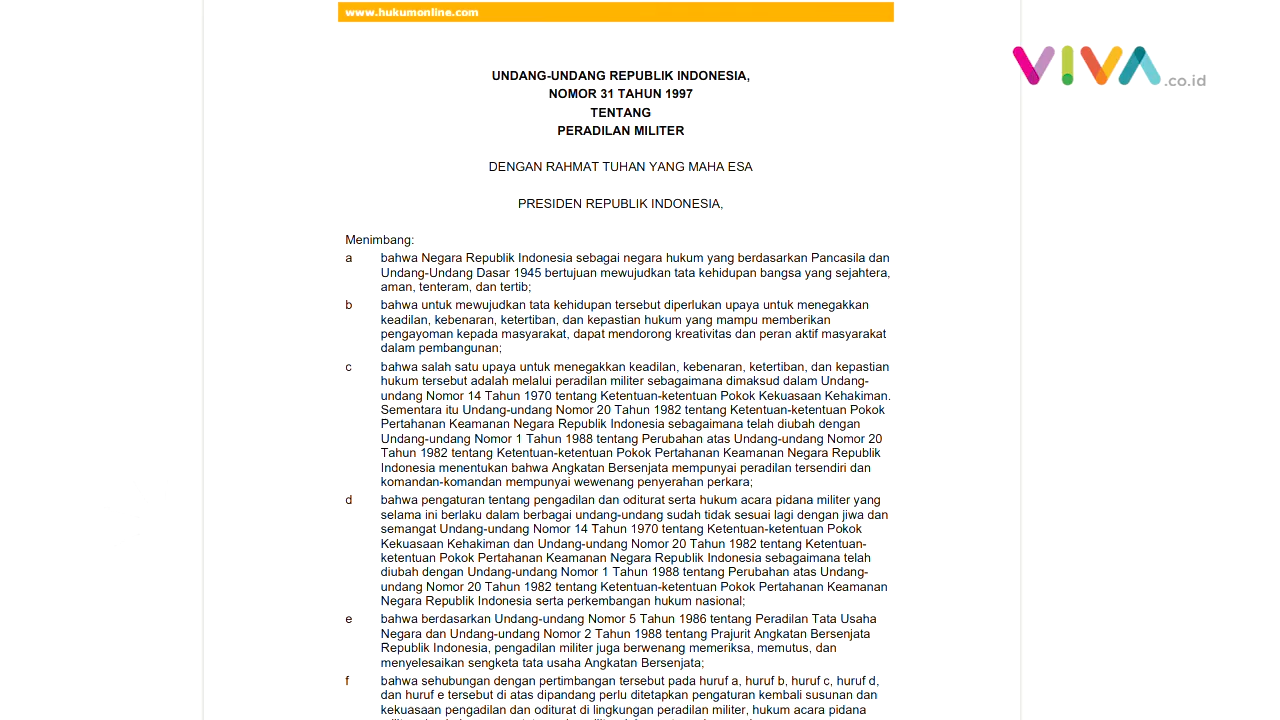 www.hukumonline.com
VIVA.co.id
UNDANG-UNDANG REPUBLIK INDONESIA,
NOMOR 31 TAHUN 1997
TENTANG
PERADILAN MILITER
DENGAN RAHMAT TUHAN YANG MAHA ESA
PRESIDEN REPUBLIK INDONESIA,
Menimbang:
a bahwa Negara Republik Indonesia sebagai negara hukum yang berdasarkan Pancasila dan
Undang-Undang Dasar 1945 bertujuan mewujudkan tata kehidupan bangsa yang sejahtera,
aman, tenteram, dan tertib;
b bahwa untuk mewujudkan tata kehidupan tersebut diperlukan upaya untuk menegakkan
keadilan, kebenaran, ketertiban, dan kepastian hukum yang mampu memberikan
pengayoman kepada masyarakat, dapat mendorong kreativitas dan peran aktif masyarakat
dalam pembangunan;
c bahwa salah satu upaya untuk menegakkan keadilan, kebenaran, ketertiban, dan kepastian
hukum tersebut adalah melalui peradilan militer sebagaimana dimaksud dalam Undang-
undang Nomor 14 Tahun 1970 tentang Ketentuan-ketentuan Pokok Kekuasaan Kehakiman.
Sementara itu Undang-undang Nomor 20 Tahun 1982 tentang Ketentuan-ketentuan Pokok
Pertahanan Keamanan Negara Republik Indonesia sebagaimana telah diubah dengan
Undang-undang Nomor 1 Tahun 1988 tentang Perubahan atas Undang-undang Nomor 20
Tahun 1982 tentang Ketentuan-ketentuan Pokok Pertahanan Keamanan Negara Republik
Indonesia menentukan bahwa Angkatan Bersenjata mempunyai peradilan tersendiri dan
komandan-komandan mempunyai wewenang penyerahan perkara;
d bahwa pengaturan tentang pengadilan dan oditurat serta hukum acara pidana militer yang
selama ini berlaku dalam berbagai undang-undang sudah tidak sesuai lagi dengan jiwa dan
semangat Undang-undang Nomor 14 Tahun 1970 tentang Ketentuan-ketentuan Pokok
Kekuasaan Kehakiman dan Undang-undang Nomor 20 Tahun 1982 tentang Ketentuan-
ketentuan Pokok Pertahanan Keamanan Negara Republik Indonesia sebagaimana telah
diubah dengan Undang-undang Nomor 1 Tahun 1988 tentang Perubahan atas Undang-
undang Nomor 20 Tahun 1982 tentang Ketentuan-ketentuan Pokok Pertahanan Keamanan
Negara Republik Indonesia serta perkembangan hukum nasional;
e bahwa berdasarkan Undang-undang Nomor 5 Tahun 1986 tentang Peradilan Tata Usaha
Negara dan Undang-undang Nomor 2 Tahun 1988 tentang Prajurit Angkatan Bersenjata
Republik Indonesia, pengadilan militer juga berwenang memeriksa, memutus, dan
menyelesaikan sengketa tata usaha Angkatan Bersenjata;
f bahwa sehubungan dengan pertimbangan tersebut pada huruf a, huruf b, huruf c, huruf d,
dan huruf e tersebut di atas dipandang perlu ditetapkan pengaturan kembali susunan dan
kekuasaan pengadilan dan oditurat di lingkungan peradilan militer, hukum acara pidana